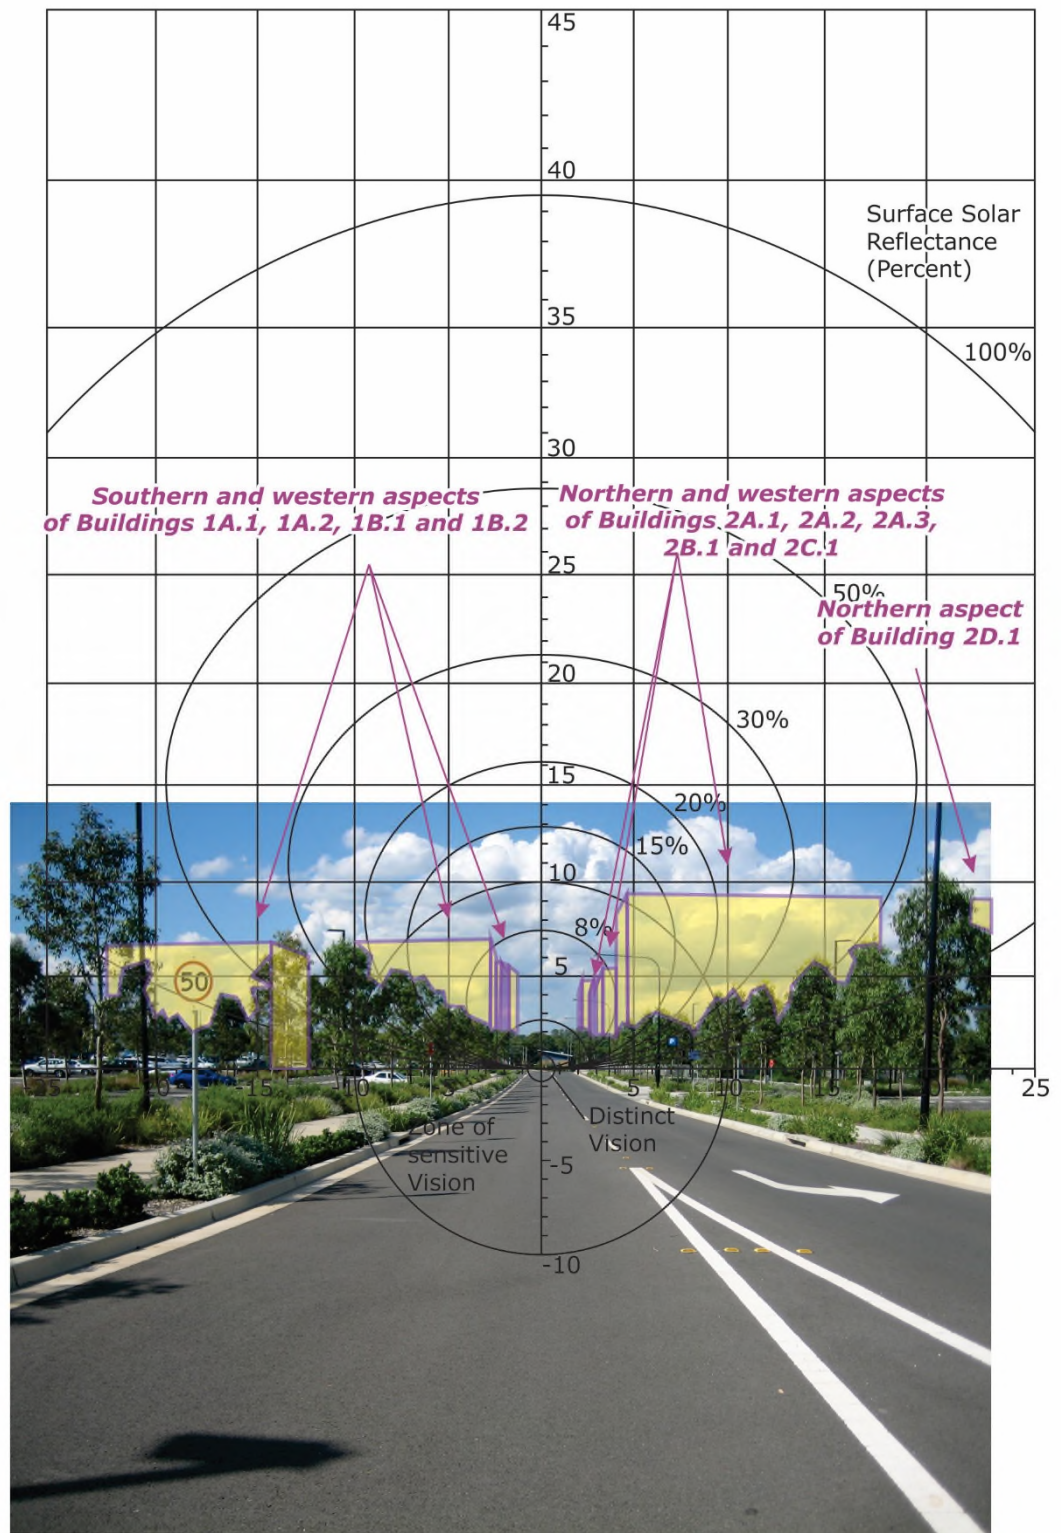 45
40
Surface Solar
Reflectance
(Percent)
35
100%
30
Southern and western aspects
of Buildings 1A.1, 1A.2, 1B.1 and 1B.2
Northern and western aspects
of Buildings 2A.1, 2A.2, 2A.3,
2B.1 and 2C.1
25
50%
Northern aspect
of Building 2D.1
20
30%
15
20%
15%
10
8%
5
50
15
10
5
10
25
Zone of
sensitive
Vision
Distinct
Vision
-5
-10